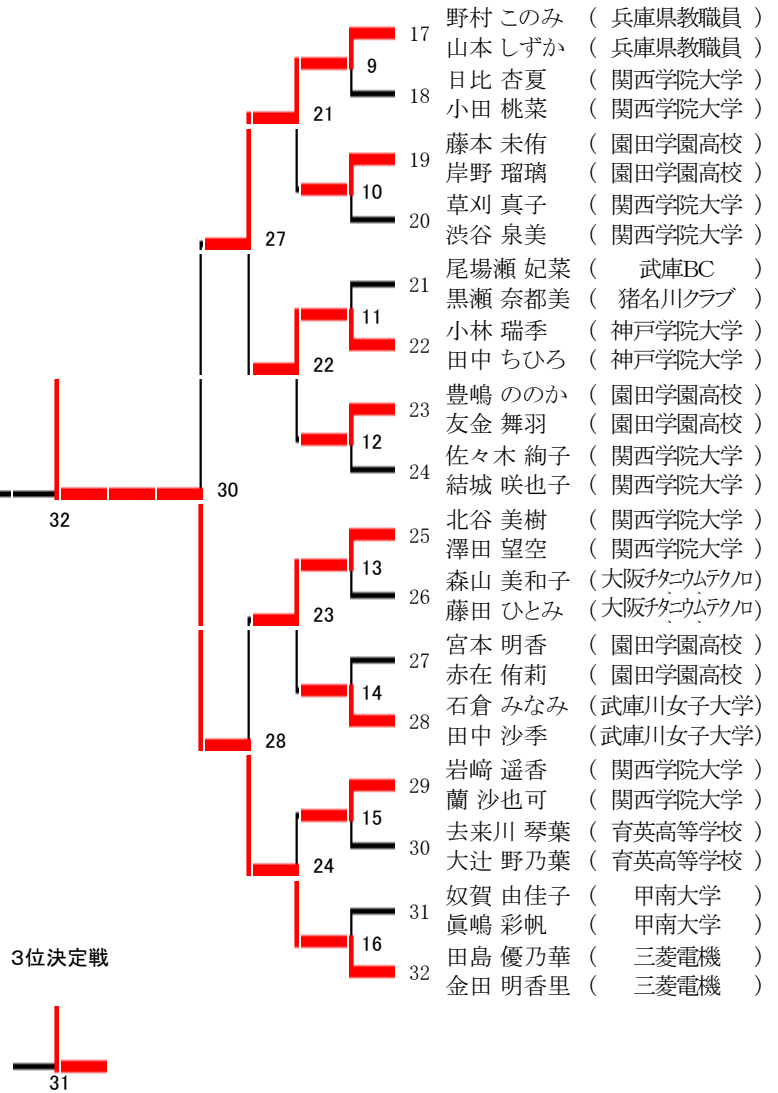 17 野村 このみ ( 兵庫県教職員 )
山本 しずか ( 兵庫県教職員 )
9
18 日比 杏夏 ( 関西学院大学 )
小田 桃菜 ( 関西学院大学 )
21
19 藤本 未侑 ( 園田学園高校 )
岸野 瑠璃 ( 園田学園高校 )
10
20 草刈 真子 ( 関西学院大学 )
渋谷 泉美 ( 関西学院大学 )
27
21 尾場瀬 妃菜 ( 武庫BC )
黒瀬 奈都美 ( 猪名川クラブ )
11
22 小林 瑞季 ( 神戸学院大学 )
田中 ちひろ ( 神戸学院大学 )
22
23 豊嶋 ののか ( 園田学園高校 )
友金 舞羽 ( 園田学園高校 )
12
24 佐々木 絢子 ( 関西学院大学 )
結城 咲也子 ( 関西学院大学 )
30
32
25 北谷 美樹 ( 関西学院大学 )
澤田 望空 ( 関西学院大学 )
13
26 森山 美和子 (大阪チタニウムテクノロ)
藤田 ひとみ (大阪チタニウムテクノロ)
23
27 宮本 明香 ( 園田学園高校 )
赤在 侑莉 ( 園田学園高校 )
14
28 石倉 みなみ (武庫川女子大学)
田中 沙季 (武庫川女子大学)
28
29 岩﨑 遥香 ( 関西学院大学 )
蘭 沙也可 ( 関西学院大学 )
15
30 去来川 琴葉 ( 育英高等学校 )
大辻 野乃葉 ( 育英高等学校 )
24
31 奴賀 由佳子 ( 甲南大学 )
眞嶋 彩帆 ( 甲南大学 )
16
32 田島 優乃華 ( 三菱電機 )
金田 明香里 ( 三菱電機 )
3位決定戦
31